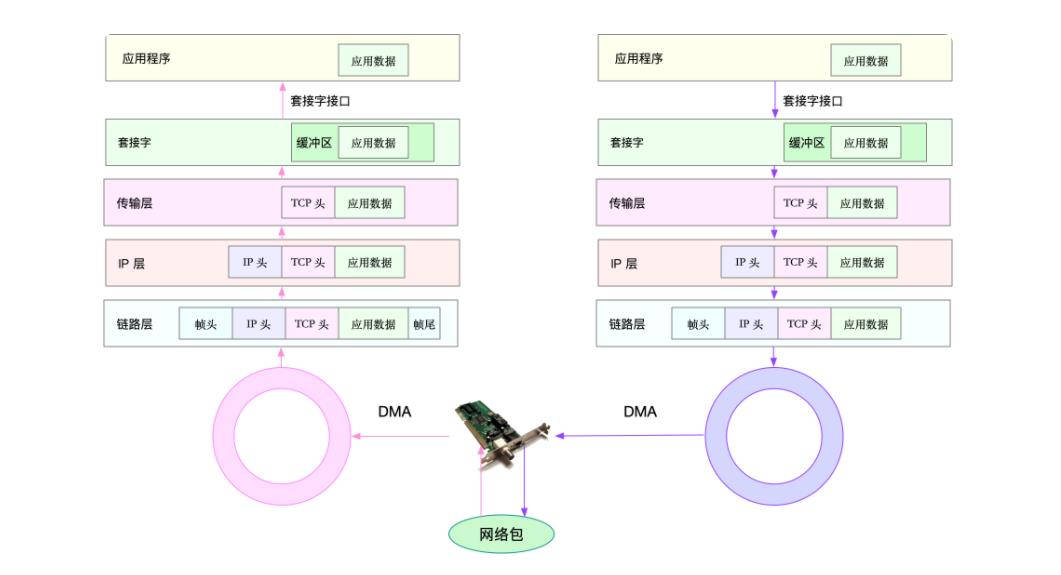 应用程序
应用数据
套接字接口
套接字
缓冲区
应用数据
传输层
TCP 头
应用数据
IP 层
IP 头
TCP 头
应用数据
链路层
帧头
IP 头
TCP 头
应用数据
帧尾
应用程序
应用数据
套接字接口
套接字
缓冲区
应用数据
传输层
TCP 头
应用数据
IP 层
IP 头
TCP 头
应用数据
链路层
帧头
IP 头
TCP 头
应用数据
DMA
DMA
网络包